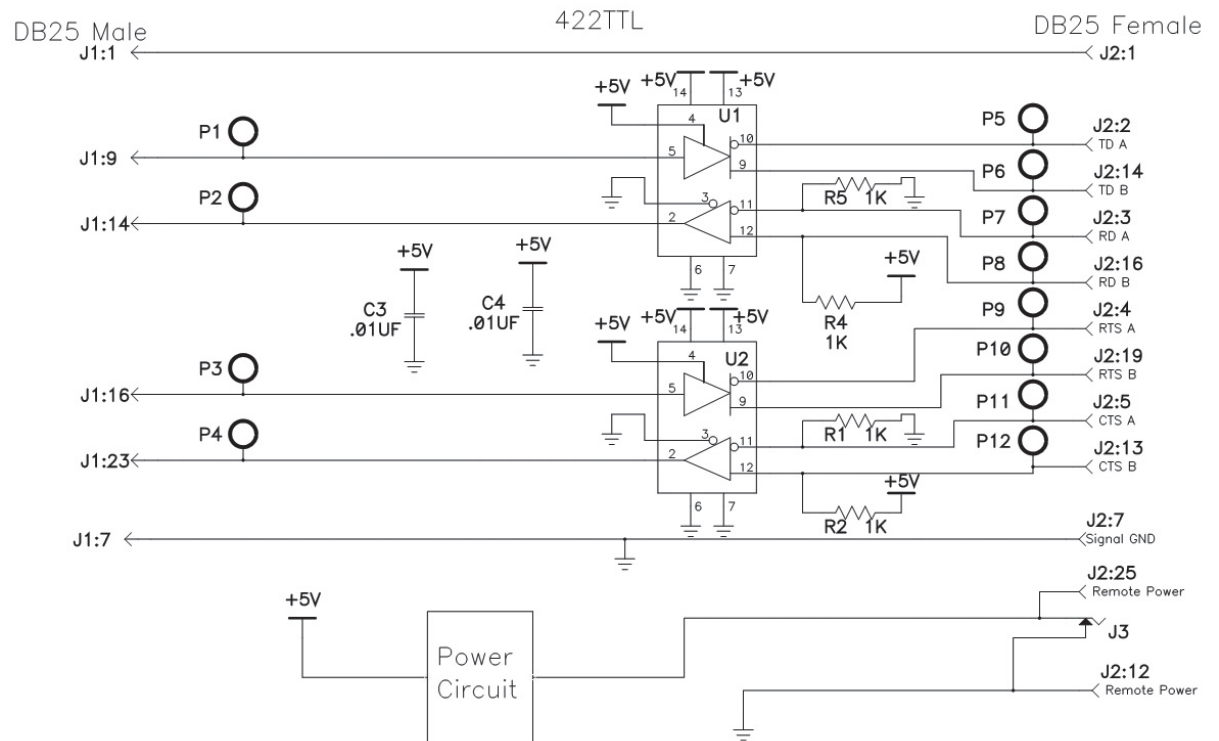 422TTL
DB25 Male
DB25 Female
J1:1
J2:1
+5V +5V
+5V
14 13
U1
4
P1
P5
J2:2
10
TD A
J1:9
5
9
P6
J2:14
TD B
3
P2
11
R5 1K
P7
J2:3
J1:14
2
12
RD A
+5V
+5V
+5V
P8
J2:16
6 7
RD B
C3
.01UF
C4
.01UF
R4
1K
P9
J2:4
RTS A
+5V +5V
+5V
14 13
U2
4
P10
J2:19
P3
10
RTS B
J1:16
5
9
P11
J2:5
3
R1 1K
CTS A
P4
11
P12
J2:13
J1:23
2
12
CTS B
+5V
6 7
R2 1K
J1:7
J2:7
Signal GND
J2:25
Remote Power
+5V
J3
Power
Circuit
J2:12
Remote Power